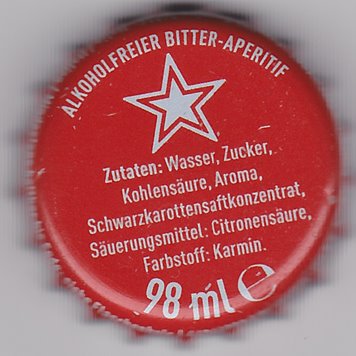 ALKOHOLFREIER BITTER-APERITIF
Zutaten: Wasser, Zucker,
Kohlensäure, Aroma,
Schwarzkarottensaftkonzentrat,
Säuerungsmittel: Citronensäure,
Farbstoff: Karmin.
98 ml ℮